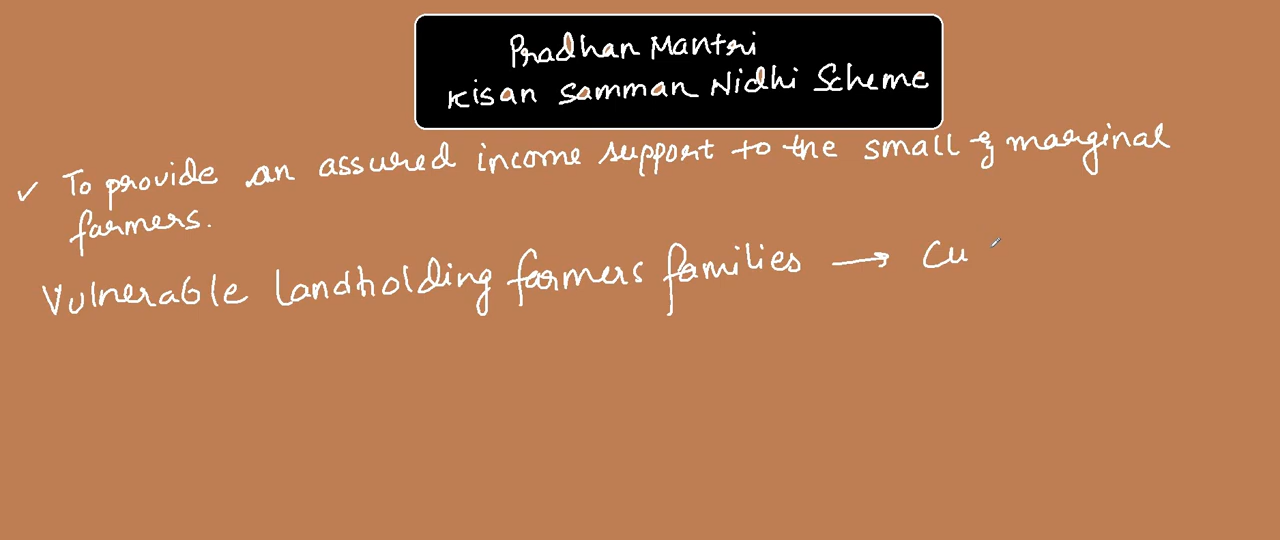 Pradhan Mantri
Kisan Samman Nidhi Scheme
✓ To provide an assured income support to the small & marginal
farmers.
Vulnerable landholding farmers families → Cu